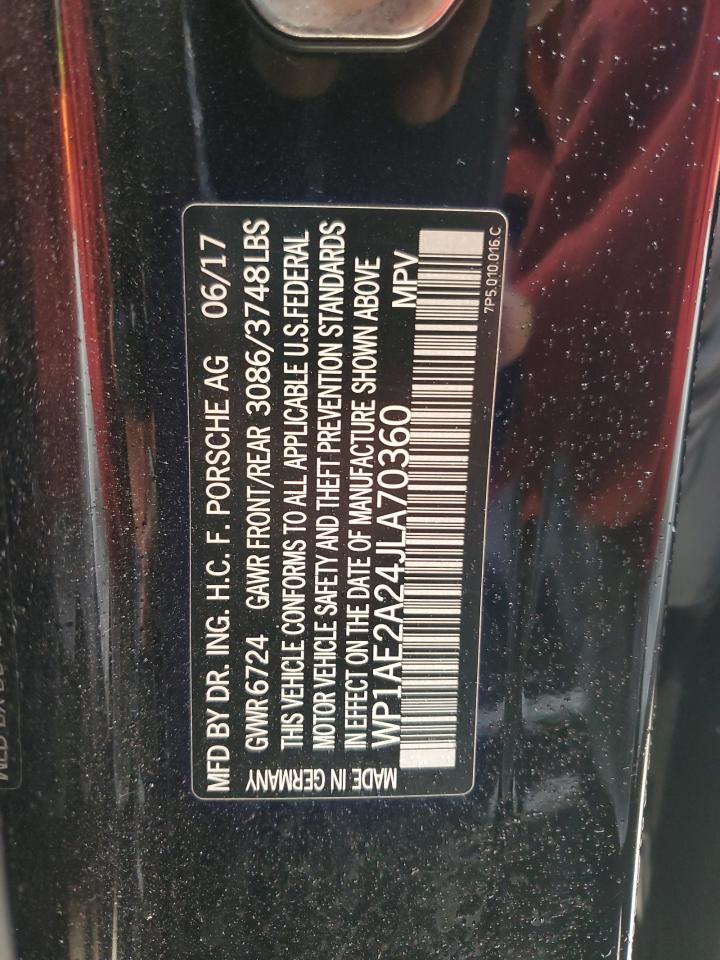 MFD BY DR. ING. H.C. F. PORSCHE AG 06/17
GVWR 6724 GAWR FRONT/REAR 3086/3748LBS
THIS VEHICLE CONFORMS TO ALL APPLICABLE U.S.FEDERAL
MOTOR VEHICLE SAFETY AND THEFT PREVENTION STANDARDS
IN EFFECT ON THE DATE OF MANUFACTURE SHOWN ABOVE
WP1AE2A24JLA70360 MPV
MADE IN GERMANY
7P5.010.016.C